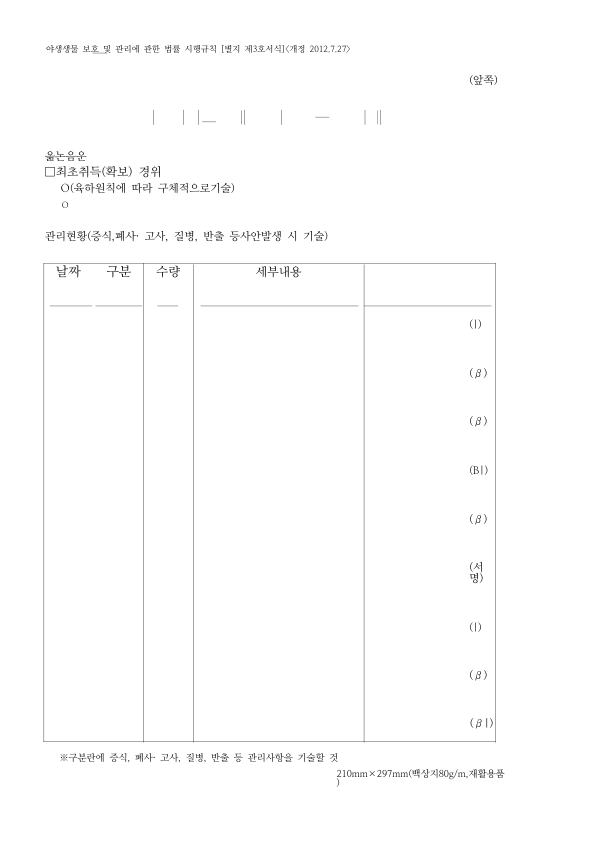 야생생물 보호 및 관리에 관한 법률 시행규칙 [별지 제3호서식]<개정 2012.7.27>
(앞쪽)
옮논음운
□최초취득(확보) 경위
O(육하원칙에 따라 구체적으로기술)
O
관리현황(증식,폐사· 고사, 질병, 반출 등사안발생 시 기술)
날짜 구분 수량 세부내용
(|)
(β)
(β)
(B|)
(β)
(서
명)
(|)
(β)
(β|)
※구분란에 증식, 폐사· 고사, 질병, 반출 등 관리사항을 기술할 것
210mm×297mm(백상지80g/m,재활용품
)